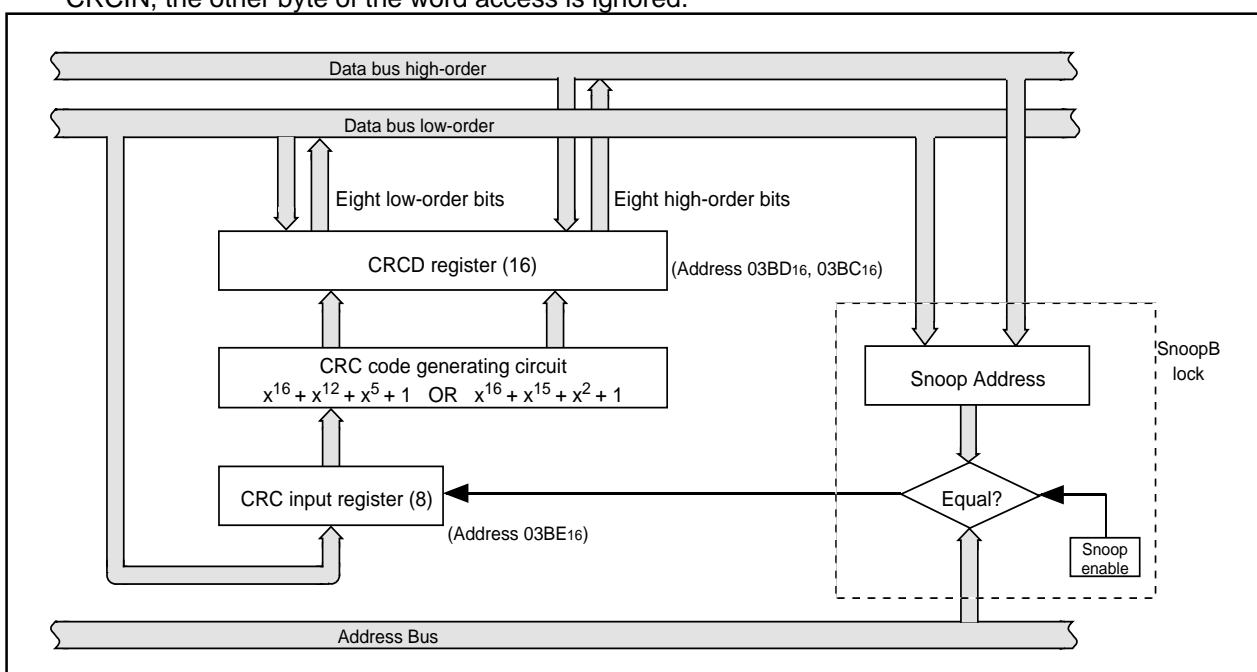 CRCIN, the other byte of the word access is ignored.
Data bus high-order
Data bus low-order
Eight low-order bits
Eight high-order bits
CRCD register (16)
(Address 03BD16, 03BC16)
CRC code generating circuit
x16 + x12 + x5 + 1 OR x16 + x15 + x2 + 1
SnoopB
lock
Snoop Address
CRC input register (8)
Equal?
(Address 03BE16)
Snoop
enable
Address Bus